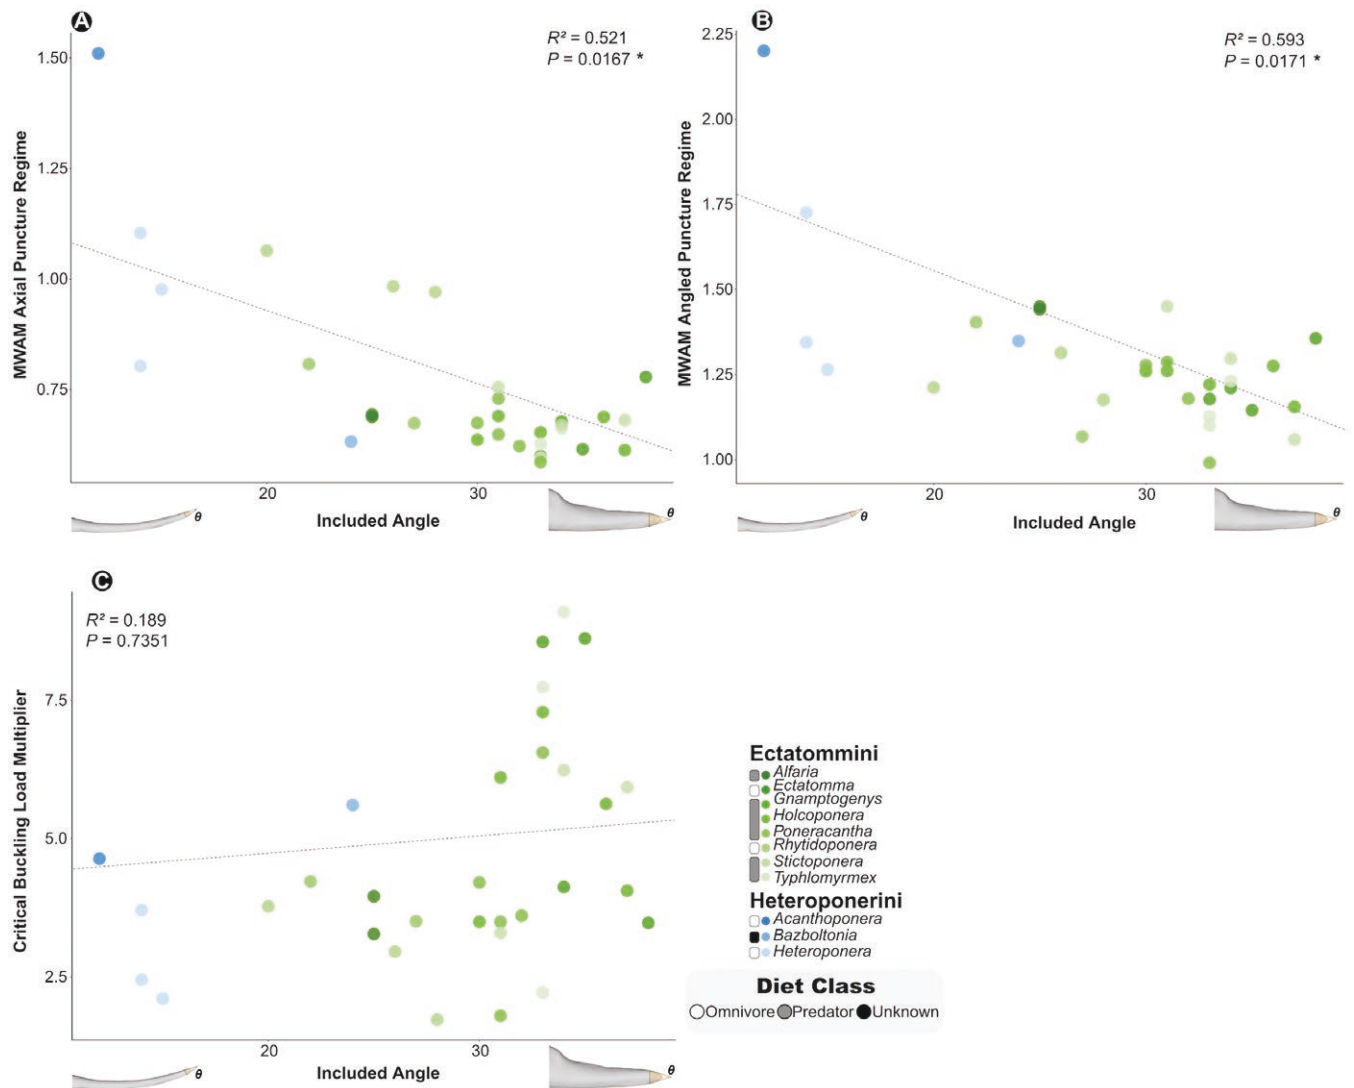 A
R² = 0.521
P = 0.0167 *
MWAM Axial Puncture Regime
1.50
1.25
1.00
0.75
20
30
θ
Included Angle
θ
B
R² = 0.593
P = 0.0171 *
MWAM Angled Puncture Regime
2.25
2.00
1.75
1.50
1.25
1.00
20
30
θ
Included Angle
θ
C
R² = 0.189
P = 0.7351
Critical Buckling Load Multiplier
7.5
5.0
2.5
20
30
θ
Included Angle
θ
Ectatommini
Alfaria
Ectatomma
Gnamptogenys
Holcoponera
Poneracantha
Rhytidoponera
Stictoponera
Typhlomyrmex
Heteroponerini
Acanthoponera
Bazboltonia
Heteroponera
Diet Class
Omnivore Predator Unknown